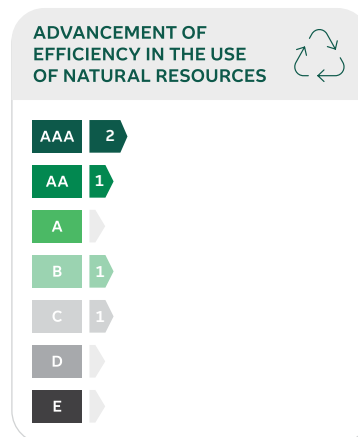 ADVANCEMENT OF
EFFICIENCY IN THE USE
OF NATURAL RESOURCES
AAA 2
AA 1
A
B 1
C 1
D
E